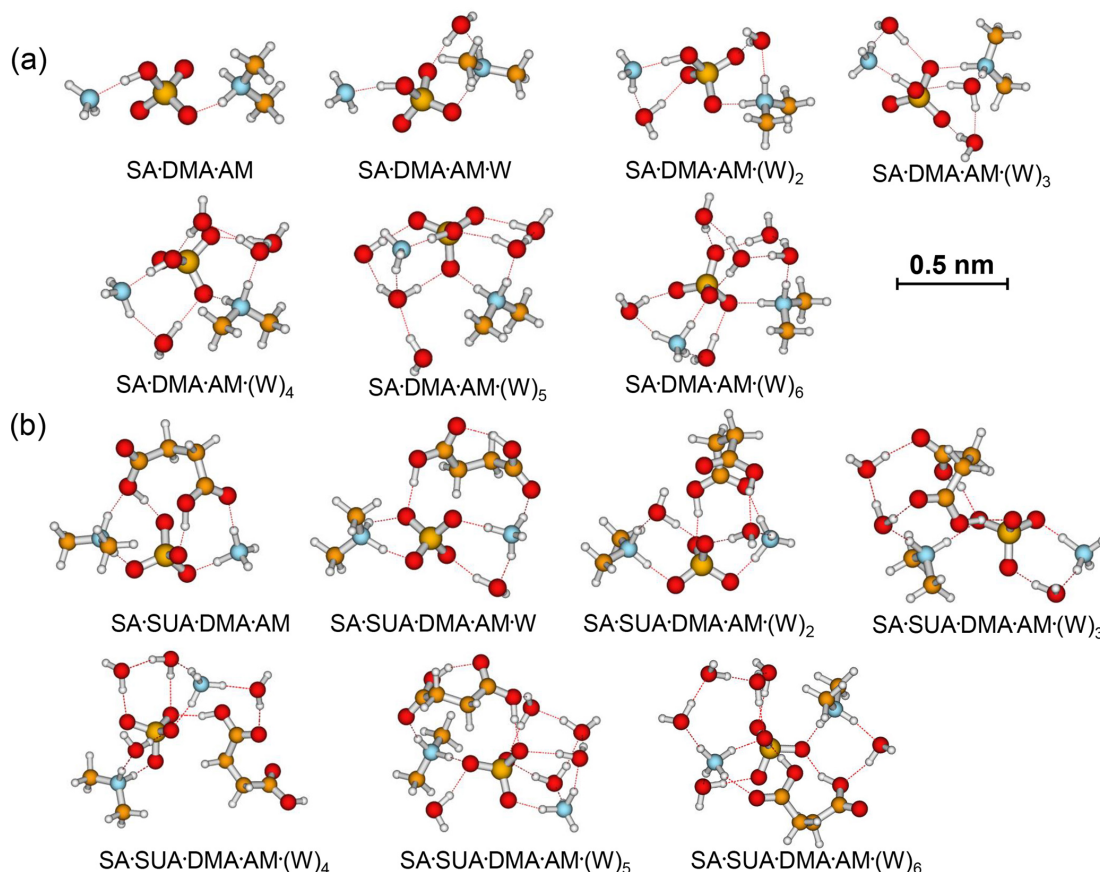 (a)
SA·DMA·AM
SA·DMA·AM·W
SA·DMA·AM·(W)₂
SA·DMA·AM·(W)₃
0.5 nm
SA·DMA·AM·(W)₄
SA·DMA·AM·(W)₅
SA·DMA·AM·(W)₆
(b)
SA·SUA·DMA·AM
SA·SUA·DMA·AM·W
SA·SUA·DMA·AM·(W)₂
SA·SUA·DMA·AM·(W)₃
SA·SUA·DMA·AM·(W)₄
SA·SUA·DMA·AM·(W)₅
SA·SUA·DMA·AM·(W)₆